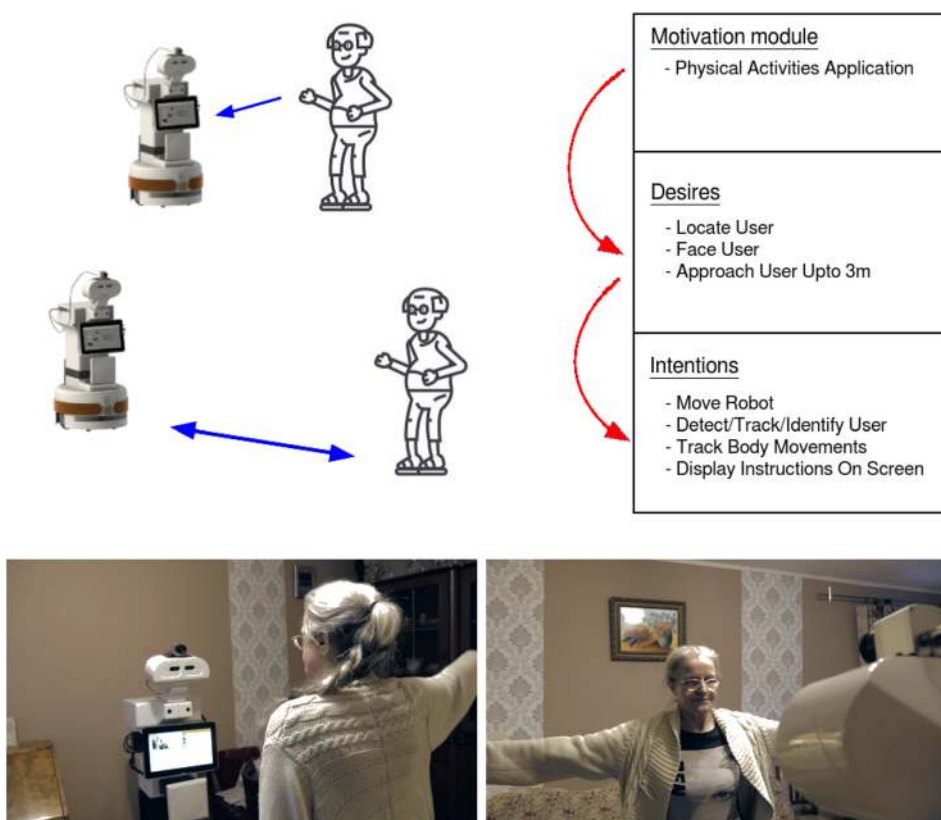 Motivation module
- Physical Activities Application
Desires
- Locate User
- Face User
- Approach User Upto 3m
Intentions
- Move Robot
- Detect/Track/Identify User
- Track Body Movements
- Display Instructions On Screen